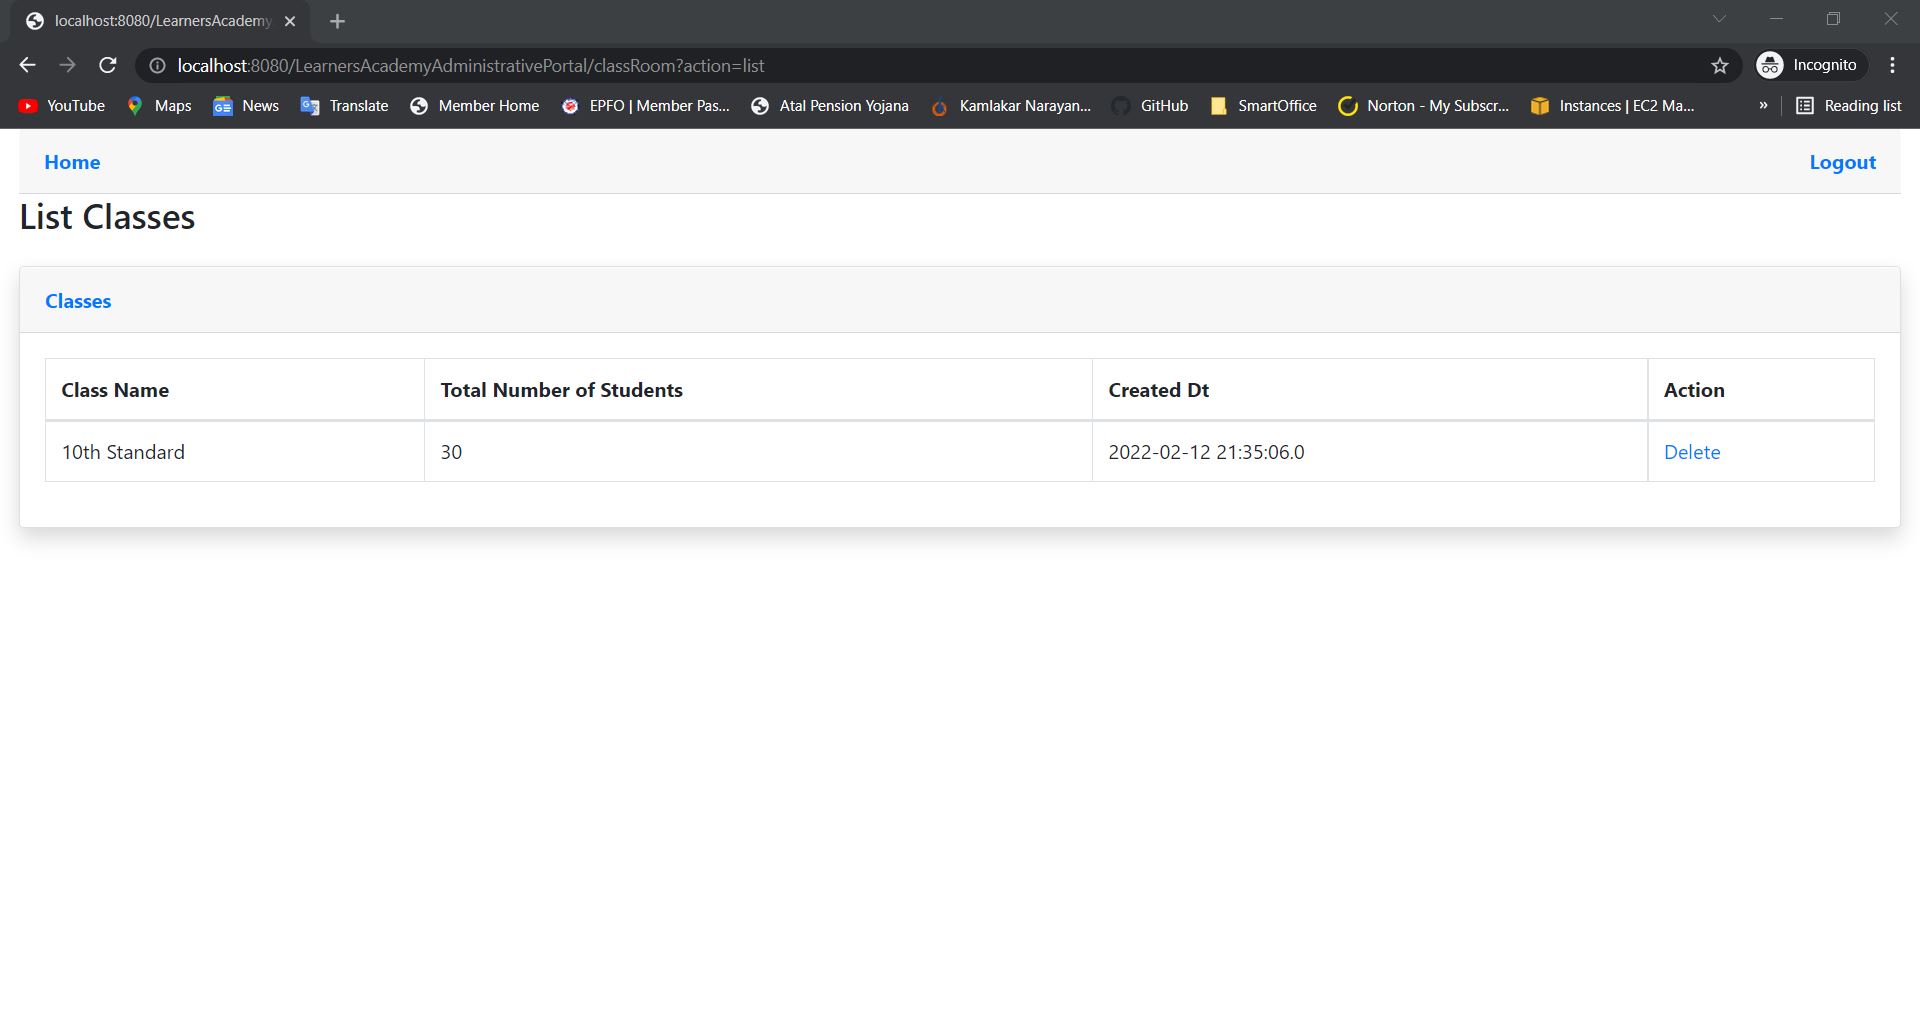 localhost:8080/LearnersAcademy
localhost:8080/LearnersAcademyAdministrativePortal/classRoom?action=list
Incognito
YouTube Maps News Translate Member Home EPFO | Member Pas... Atal Pension Yojana Kamlakar Narayan... GitHub SmartOffice Norton - My Subscr... Instances | EC2 Ma... » Reading list
Home Logout
List Classes
Classes
Class Name Total Number of Students Created Dt Action
10th Standard 30 2022-02-12 21:35:06.0 Delete